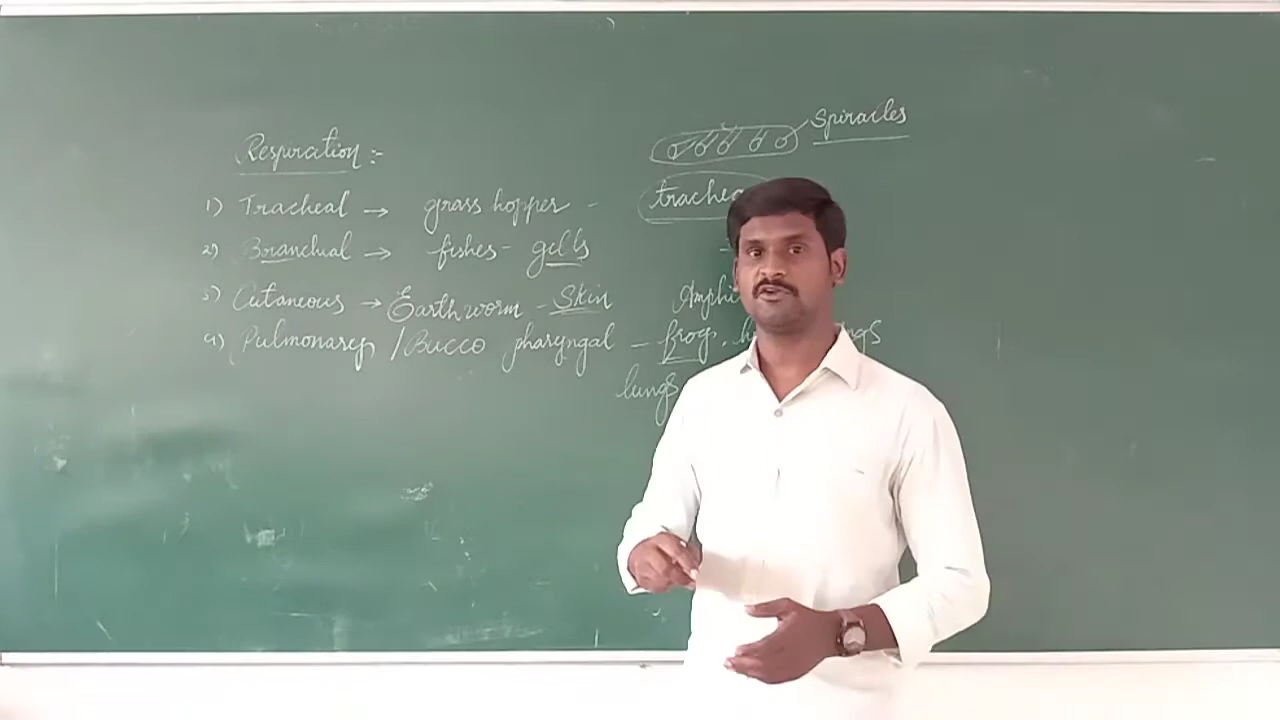 Spiracles
Respiration :-
1) Tracheal → grass hopper -
2) Branchual → fishes - gills
3) Cutaneous → Earthworm - Skin
4) Pulmonary / Bucco pharyngal - frog,
lungs